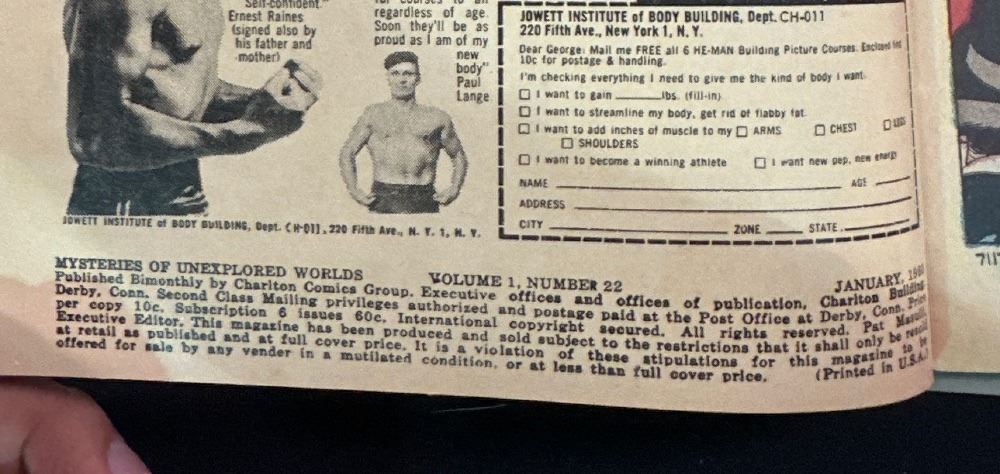 "Self-confident"
Ernest Raines
(signed also by
his father and
mother)
for courses to all
regardless of age.
Soon they'll be as
proud as I am of my
new
body".
Paul
Lange
JOWETT INSTITUTE of BODY BUILDING, Dept. CH-011, 220 Fifth Ave., N. Y. 1, N. Y.
JOWETT INSTITUTE of BODY BUILDING, Dept. CH-011
220 Fifth Ave., New York 1, N. Y.
Dear George: Mail me FREE all 6 HE-MAN Building Picture Courses. Enclosed find
10c for postage & handling.
I'm checking everything I need to give me the kind of body I want.
I want to gain ______lbs. (fill-in)
I want to streamline my body, get rid of flabby fat.
I want to add inches of muscle to my ARMS CHEST LEGS
SHOULDERS
I want to become a winning athlete I want new pep, new energy
NAME AGE
ADDRESS
CITY ZONE STATE
MYSTERIES OF UNEXPLORED WORLDS VOLUME 1, NUMBER 22 JANUARY,
Published Bimonthly by Charlton Comics Group. Executive offices and offices of publication, Charlton Building
Derby, Conn. Second Class Mailing privileges authorized and postage paid at the Post Office at Derby, Conn. Price
per copy 10c. Subscription 6 issues 60c. International copyright secured. All rights reserved. Pat Masulli
Executive Editor. This magazine has been produced and sold subject to the restrictions that it shall only be resold
at retail as published and at full cover price. It is a violation of these stipulations for this magazine to be
offered for sale by any vender in a mutilated condition, or at less than full cover price. (Printed in U.S.A.)